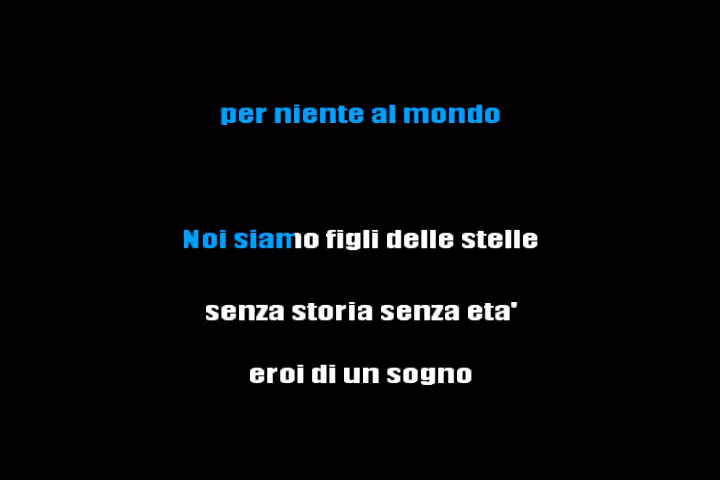 per niente al mondo
Noi siamo figli delle stelle
senza storia senza eta'
eroi di un sogno